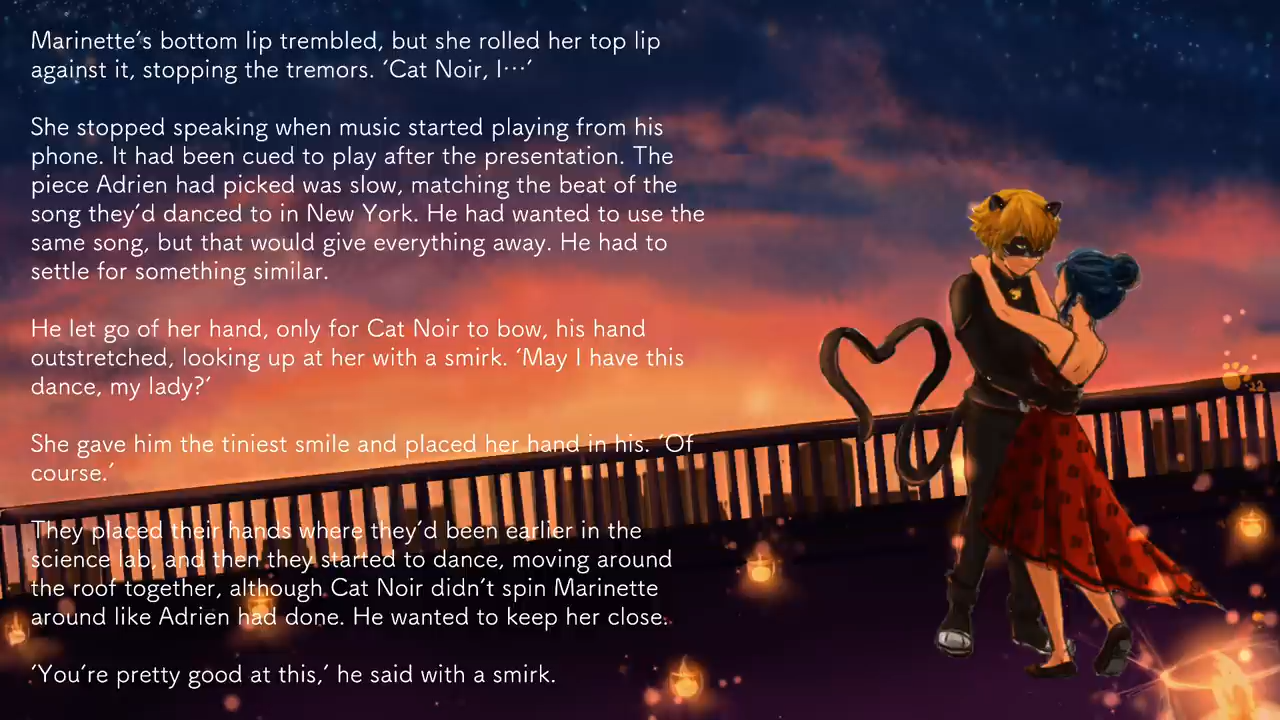 Marinette's bottom lip trembled, but she rolled her top lip
against it, stopping the tremors. 'Cat Noir, I…'
She stopped speaking when music started playing from his
phone. It had been cued to play after the presentation. The
piece Adrien had picked was slow, matching the beat of the
song they'd danced to in New York. He had wanted to use the
same song, but that would give everything away. He had to
settle for something similar.
He let go of her hand, only for Cat Noir to bow, his hand
outstretched, looking up at her with a smirk. 'May I have this
dance, my lady?'
She gave him the tiniest smile and placed her hand in his. 'Of
course.'
They placed their hands where they'd been earlier in the
science lab, and then they started to dance, moving around
the roof together, although Cat Noir didn't spin Marinette
around like Adrien had done. He wanted to keep her close.
'You're pretty good at this,' he said with a smirk.